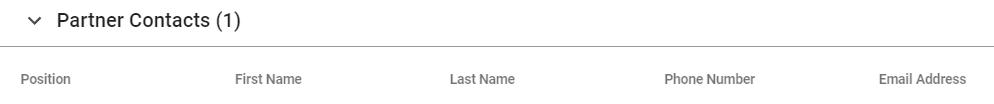 Partner Contacts (1)
Position First Name Last Name Phone Number Email Address